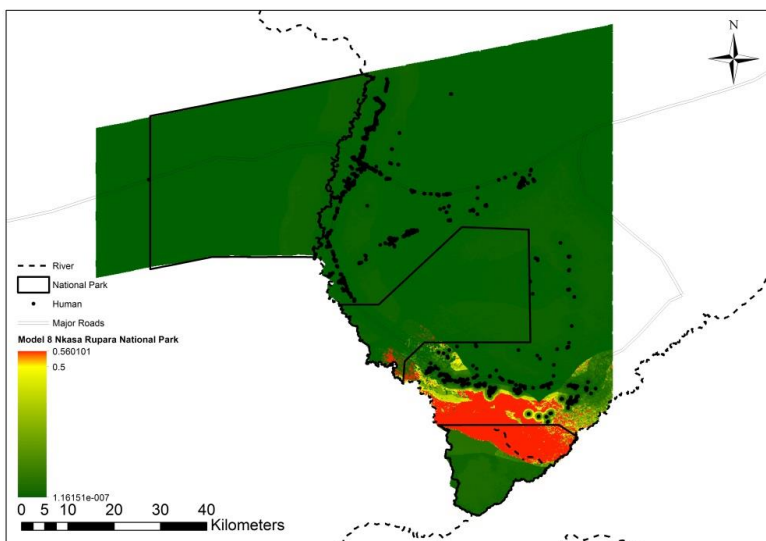 N
River
National Park
Human
Major Roads
Model 8 Nkasa Rupara National Park
0.560101
0.5
1.16151e-007
0 5 10 20 30 40
Kilometers